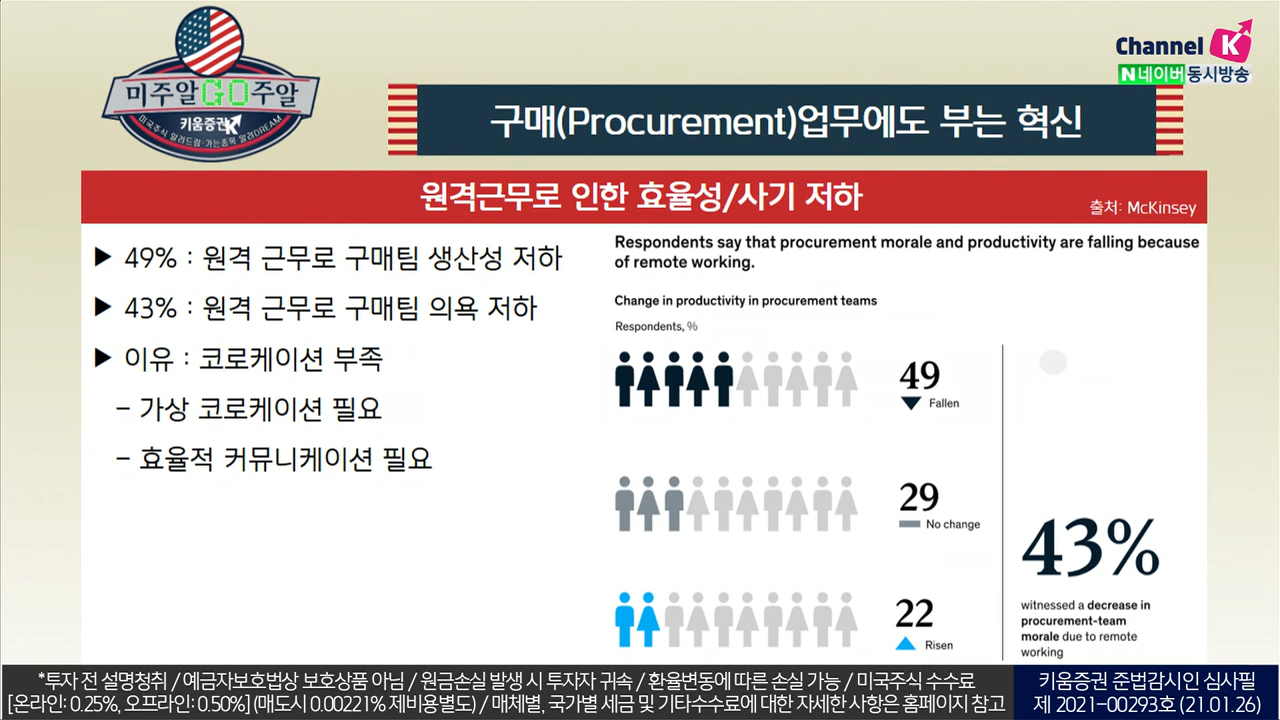 미주알GO주알
키움증권
미국주식 알려드림·가는종목 알려DREAM
Channel K
N네이버 동시방송
구매(Procurement)업무에도 부는 혁신
원격근무로 인한 효율성/사기 저하
출처: McKinsey
▶ 49% : 원격 근무로 구매팀 생산성 저하
▶ 43% : 원격 근무로 구매팀 의욕 저하
▶ 이유 : 코로케이션 부족
– 가상 코로케이션 필요
– 효율적 커뮤니케이션 필요
Respondents say that procurement morale and productivity are falling because
of remote working.
Change in productivity in procurement teams
Respondents, %
49
Fallen
29
No change
22
Risen
43%
witnessed a decrease in
procurement-team
morale due to remote
working
*투자 전 설명청취 / 예금자보호법상 보호상품 아님 / 원금손실 발생 시 투자자 귀속 / 환율변동에 따른 손실 가능 / 미국주식 수수료
[온라인: 0.25%, 오프라인: 0.50%] (매도시 0.00221% 제비용별도) / 매체별, 국가별 세금 및 기타수수료에 대한 자세한 사항은 홈페이지 참고
키움증권 준법감시인 심사필
제 2021-00293호 (21.01.26)